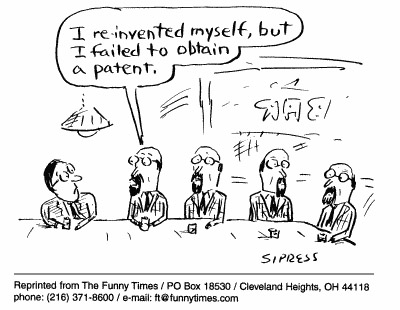 I re-invented myself, but
I failed to obtain
a patent.
BAR
SIPRESS
Reprinted from The Funny Times / PO Box 18530 / Cleveland Heights, OH 44118
phone: (216) 371-8600 / e-mail: ft@funnytimes.com